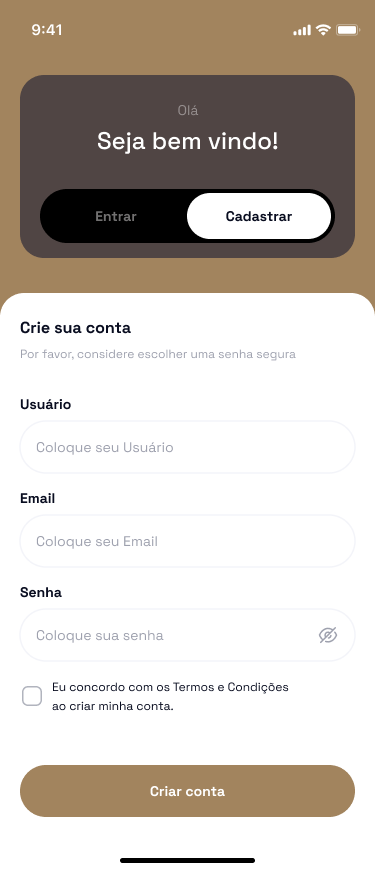 9:41
Olá
Seja bem vindo!
Entrar
Cadastrar
Crie sua conta
Por favor, considere escolher uma senha segura
Usuário
Coloque seu Usuário
Email
Coloque seu Email
Senha
Coloque sua senha
Eu concordo com os Termos e Condições
ao criar minha conta.
Criar conta